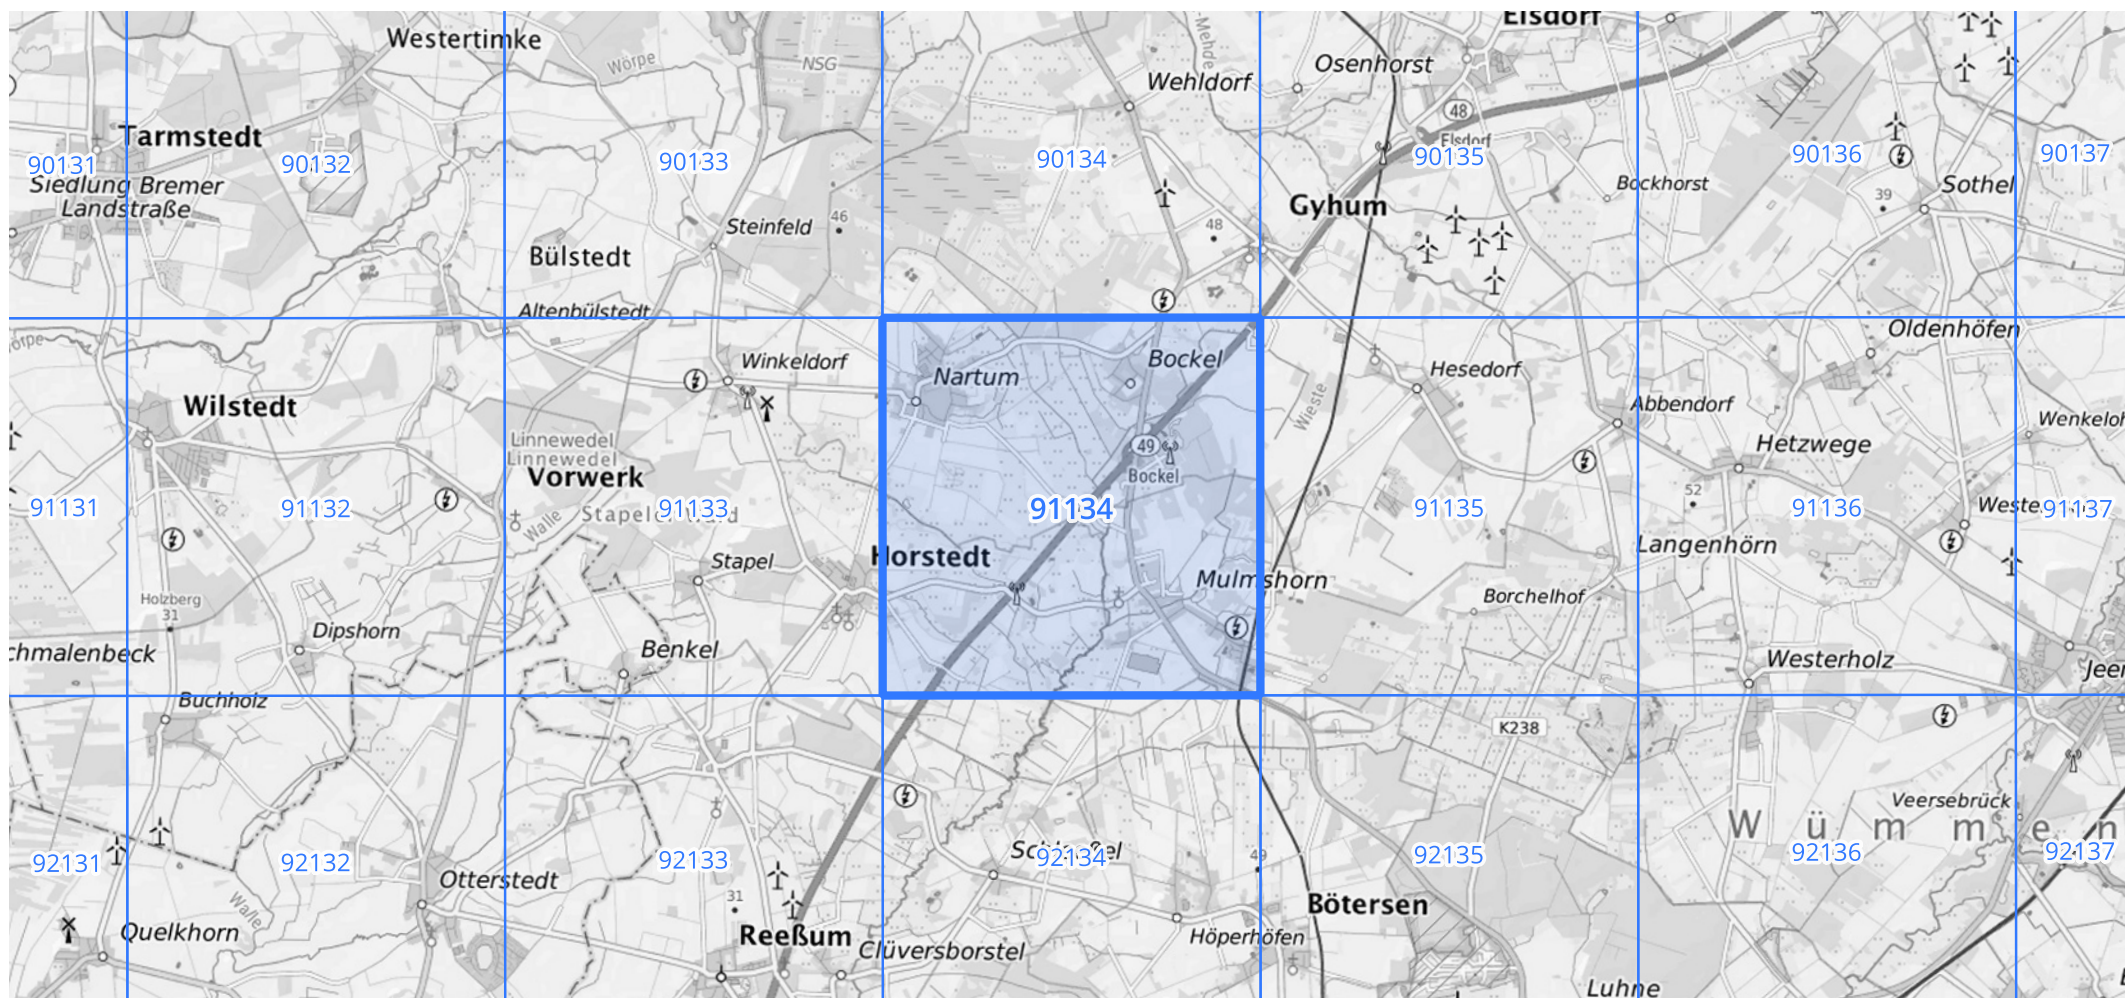 Westertimke
Wörpe
NSG
-Mehde
Elsdorf
Osenhorst
Wehldorf
48
Elsdorf
Tarmstedt
90131
90132
90133
90134
90135
90136
90137
Siedlung Bremer
Landstraße
Bockhorst
Sothel
39
Gyhum
Steinfeld
46
48
Bülstedt
Altenbülstedt
Oldenhöfen
Winkeldorf
Bockel
Nartum
Hesedorf
Wieste
Abbendorf
Wilstedt
Wenkeloh
Linnewedel
Linnewedel
49
Bockel
Hetzwege
Vorwerk
52
91131
91132
Walle
91133
91134
91135
91136
91137
Horstedt
Langenhörn
Stapel
Mulmshorn
Borchelhof
Holzberg
31
Dipshorn
chmalenbeck
Benkel
Westerholz
Jeer
Buchholz
K238
Veersebrück
Wümmen
92131
92132
92133
92134
92135
92136
92137
49
Otterstedt
31
Walle
Bötersen
Quelkhorn
Reeßum
Clüversborstel
Höperhöfen
Luhne